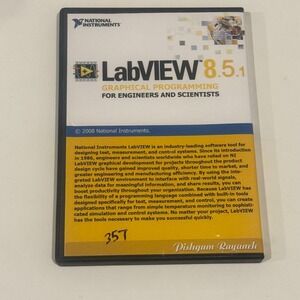 NATIONAL
INSTRUMENTS
LabVIEW 8.5.1
GRAPHICAL PROGRAMMING
FOR ENGINEERS AND SCIENTISTS
© 2008 National Instruments.
National Instruments LabVIEW is an industry-leading software tool for
designing test, measurement, and control systems. Since its introduction
in 1986, engineers and scientists worldwide who have relied on NI
LabVIEW graphical development for projects throughout the product
design cycle have gained improved quality, shorter time to market, and
greater engineering and manufacturing efficiency. By using the inte-
grated LabVIEW environment to interface with real-world signals,
analyze data for meaningful information, and share results, you can
boost productivity throughout your organization. Because LabVIEW has
the flexibility of a programming language combined with built-in tools
designed specifically for test, measurement, and control, you can create
applications that range from simple temperature monitoring to sophisti-
cated simulation and control systems. No matter your project, LabVIEW
has the tools necessary to make you successful quickly.
357
Pishgam Rayaneh